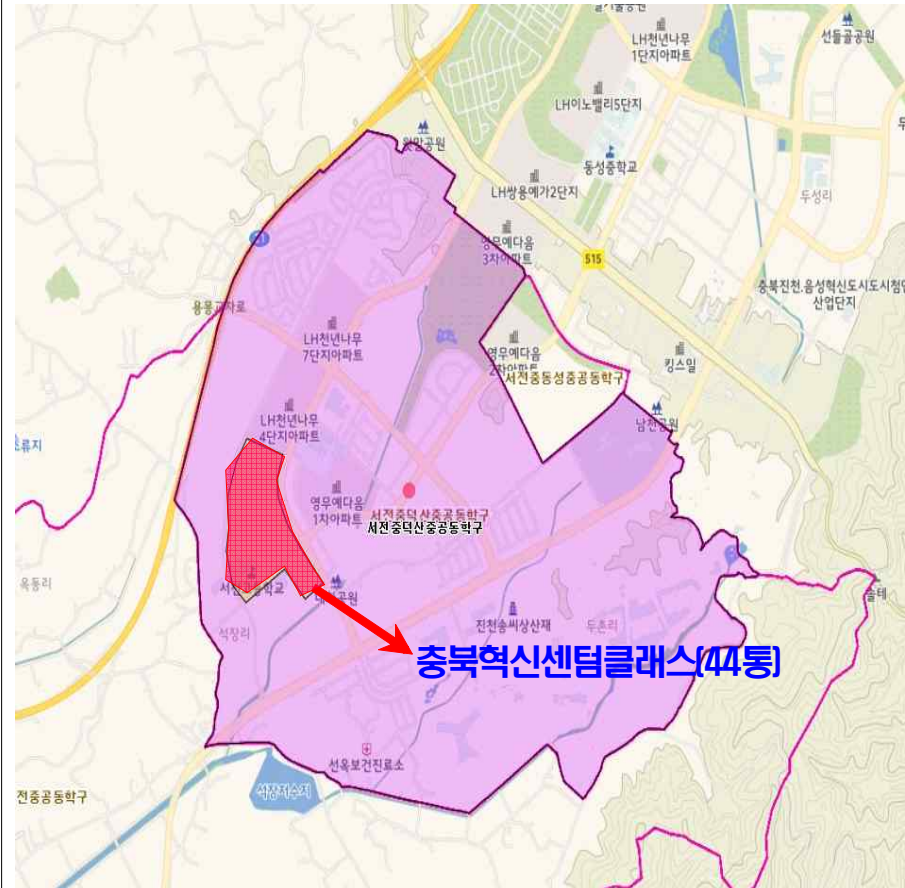 LH천년나무
1단지아파트
선들골공원
LH이노밸리5단지
동성중학교
윗말공원
LH쌍용예가2단지
두성리
영무예다음
3차아파트
515
충북진천.음성혁신도시도시첨단
산업단지
LH천년나무
7단지아파트
영무예다음
2차아파트
서전중동성중공동학구
킹스밀
남천공원
LH천년나무
4단지아파트
영무예다음
1차아파트
서전중덕산중공동학구
서전중덕산중공동학구
옥동리
석장리
진천송씨상산재
두촌리
충북혁신센텀클래스(44통)
선옥보건진료소
석장저수지
전중공동학구